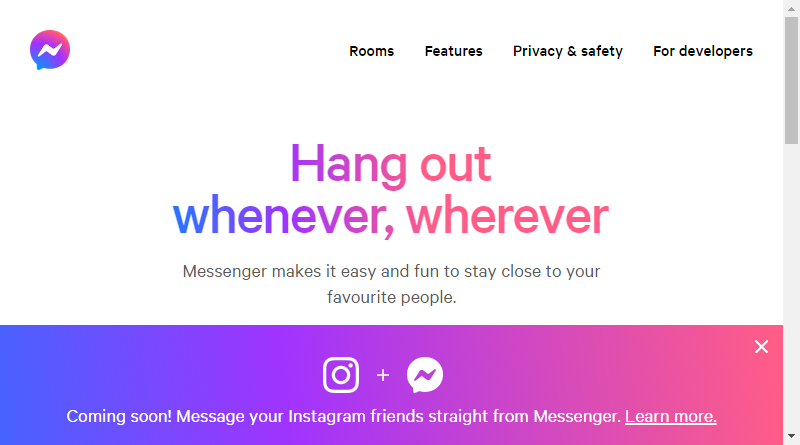 Rooms Features Privacy & safety For developers
Hang out
whenever, wherever
Messenger makes it easy and fun to stay close to your
favourite people.
+
Coming soon! Message your Instagram friends straight from Messenger. Learn more.